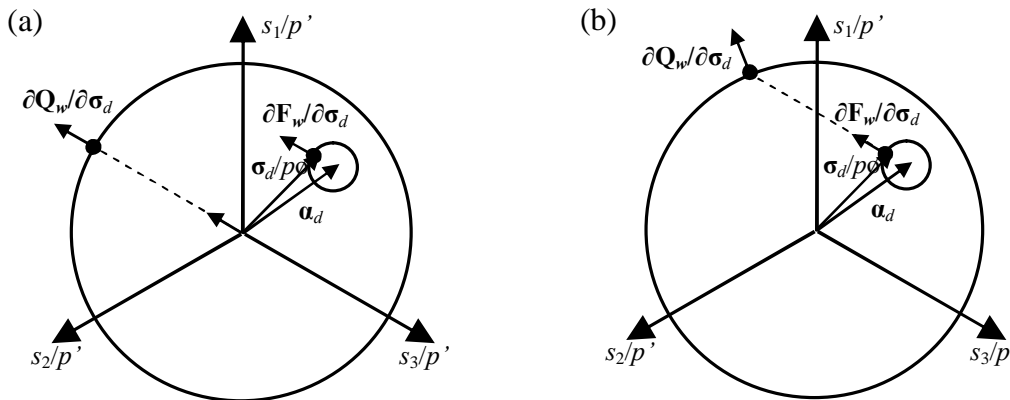 (a)
s1/p’
∂Qw/∂σd
∂Fw/∂σd
σd/pø
αd
s2/p’
s3/p’
(b)
s1/p’
∂Qw/∂σd
∂Fw/∂σd
σd/pø
αd
s2/p’
s3/p